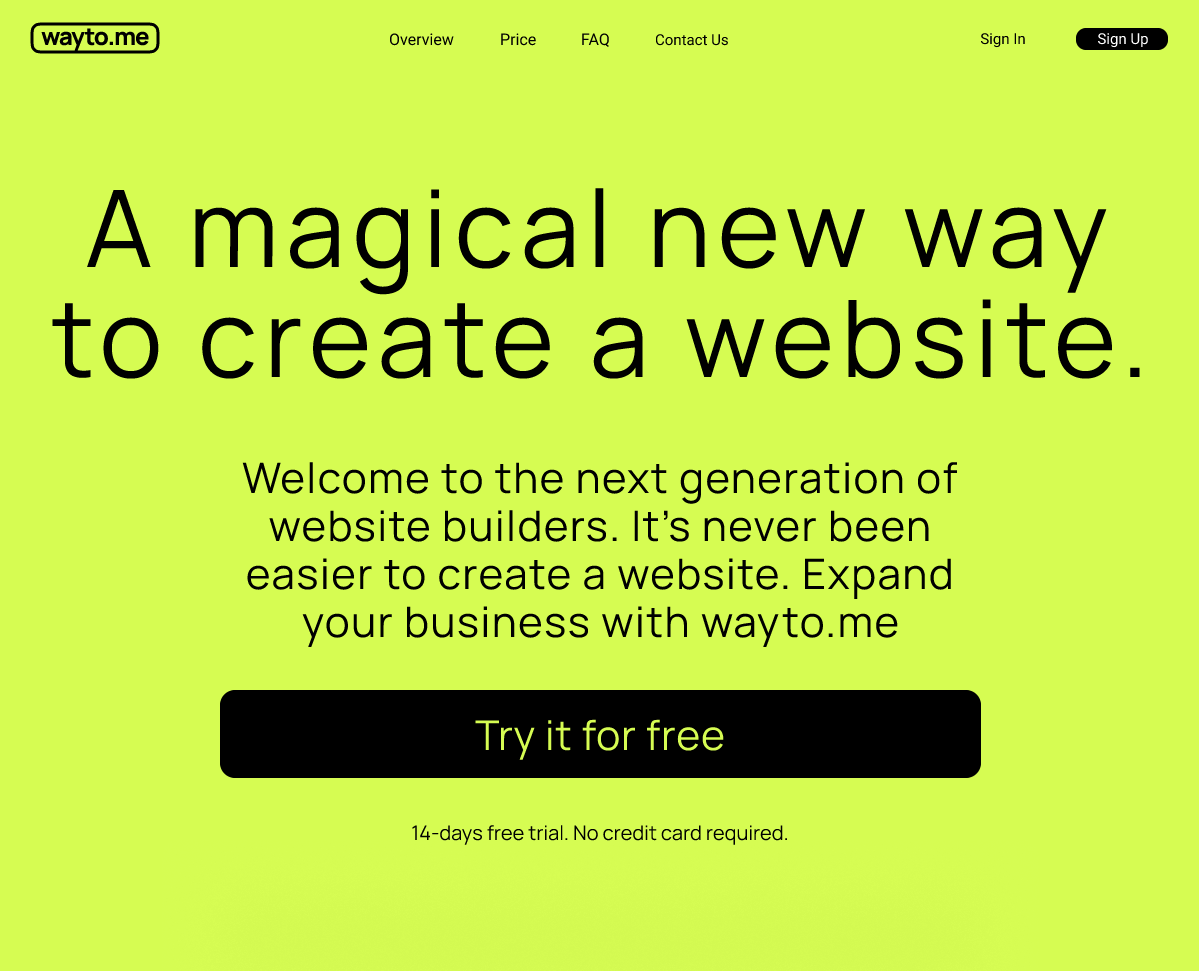 wayto.me
Overview
Price
FAQ
Contact Us
Sign In
Sign Up
A magical new way
to create a website.
Welcome to the next generation of
website builders. It’s never been
easier to create a website. Expand
your business with wayto.me
Try it for free
14-days free trial. No credit card required.